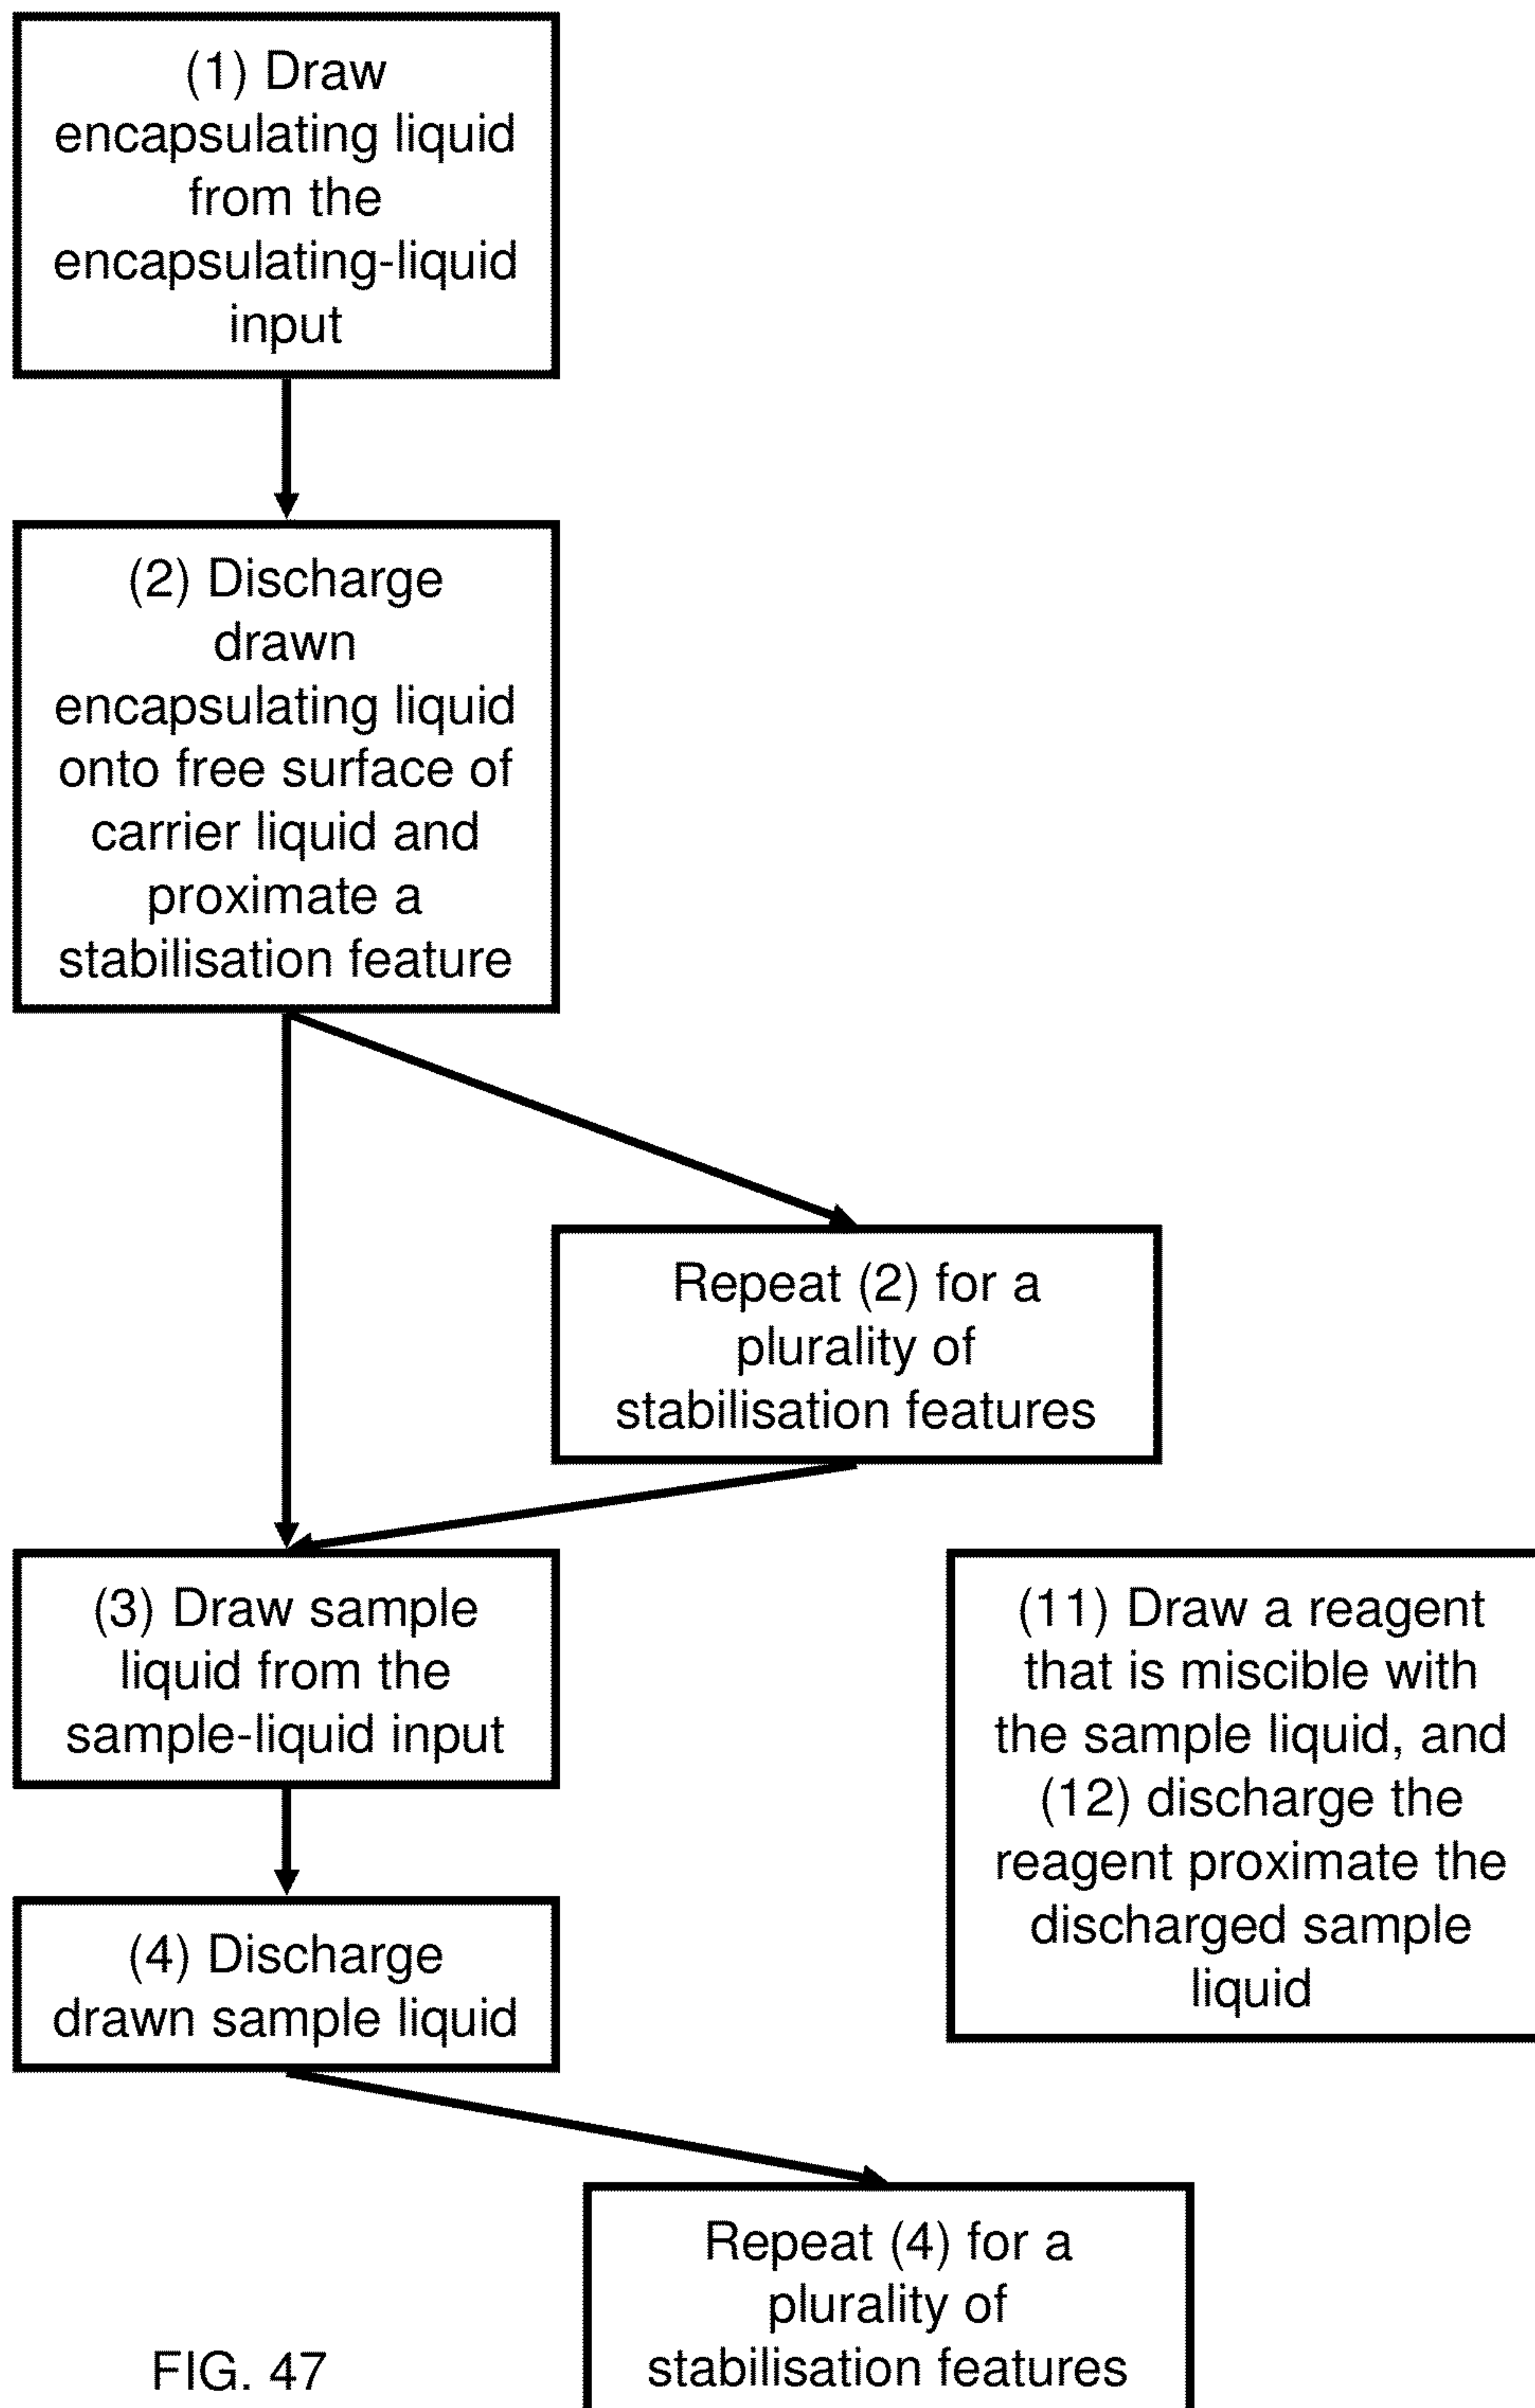 (1) Draw
encapsulating liquid
from the
encapsulating-liquid
input
(2) Discharge
drawn
encapsulating liquid
onto free surface of
carrier liquid and
proximate a
stabilisation feature
Repeat (2) for a
plurality of
stabilisation features
(3) Draw sample
liquid from the
sample-liquid input
(11) Draw a reagent
that is miscible with
the sample liquid, and
(12) discharge the
reagent proximate the
discharged sample
liquid
(4) Discharge
drawn sample liquid
Repeat (4) for a
plurality of
stabilisation features
FIG. 47